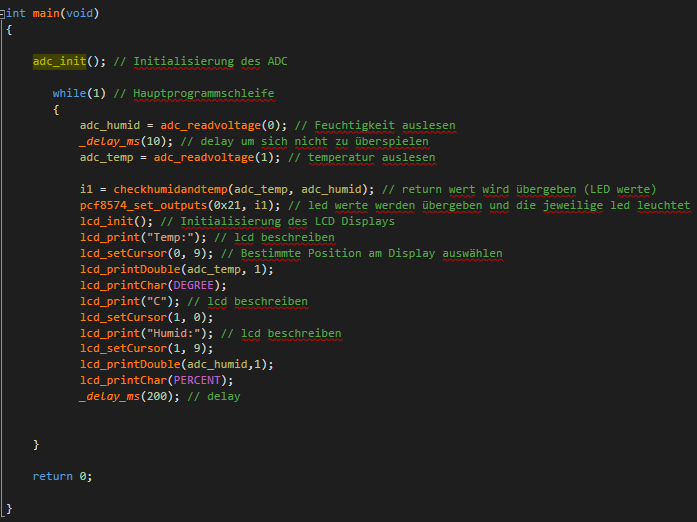 int main(void)
{
adc_init(); // Initialisierung des ADC
while(1) // Hauptprogrammschleife
{
adc_humid = adc_readvoltage(0); // Feuchtigkeit auslesen
_delay_ms(10); // delay um sich nicht zu überspielen
adc_temp = adc_readvoltage(1); // temperatur auslesen
i1 = checkhumidandtemp(adc_temp, adc_humid); // return wert wird übergeben (LED werte)
pcf8574_set_outputs(0x21, i1); // led werte werden übergeben und die jeweilige led leuchtet
lcd_init(); // Initialisierung des LCD Displays
lcd_print("Temp:"); // lcd beschreiben
lcd_setCursor(0, 9); // Bestimmte Position am Display auswählen
lcd_printDouble(adc_temp, 1);
lcd_printChar(DEGREE);
lcd_print("C"); // lcd beschreiben
lcd_setCursor(1, 0);
lcd_print("Humid:"); // lcd beschreiben
lcd_setCursor(1, 9);
lcd_printDouble(adc_humid,1);
lcd_printChar(PERCENT);
_delay_ms(200); // delay
}
return 0;
}